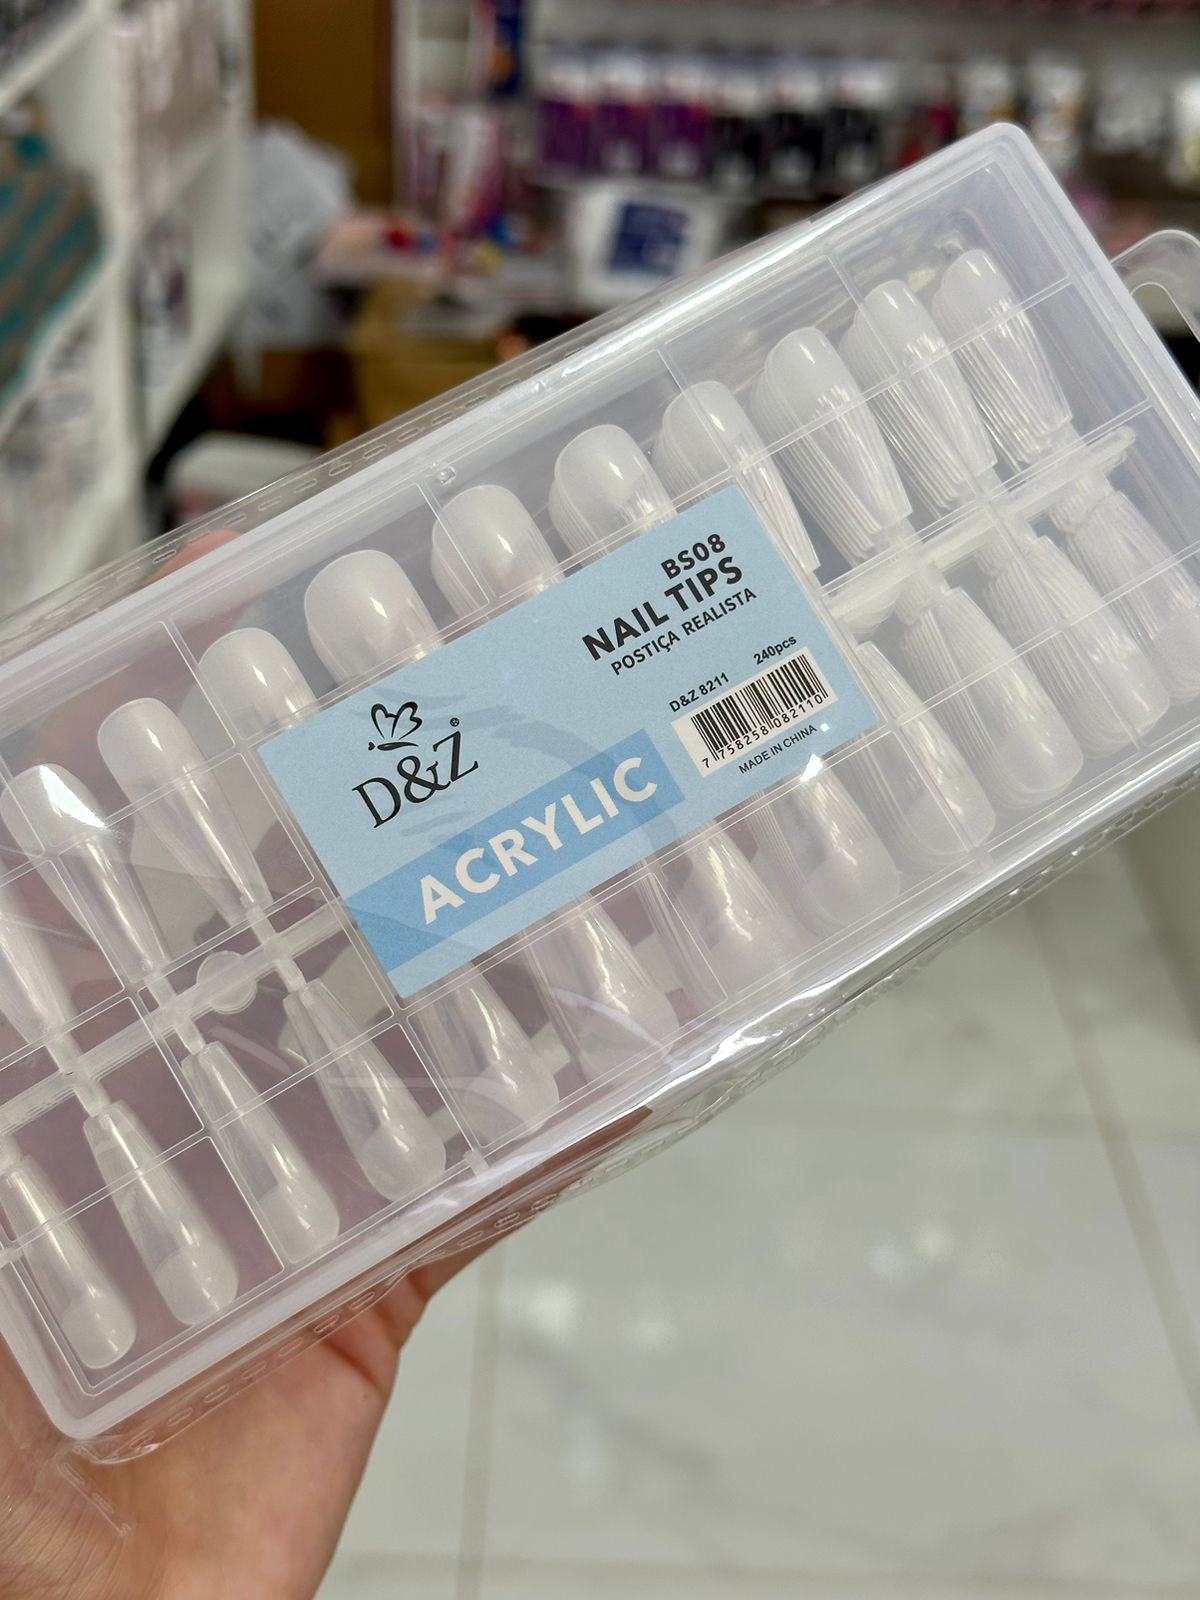 BS08
NAIL TIPS
POSTIÇA REALISTA
D&Z 8211 240pcs
7 758258 082110
MADE IN CHINA
D&Z®
ACRYLIC